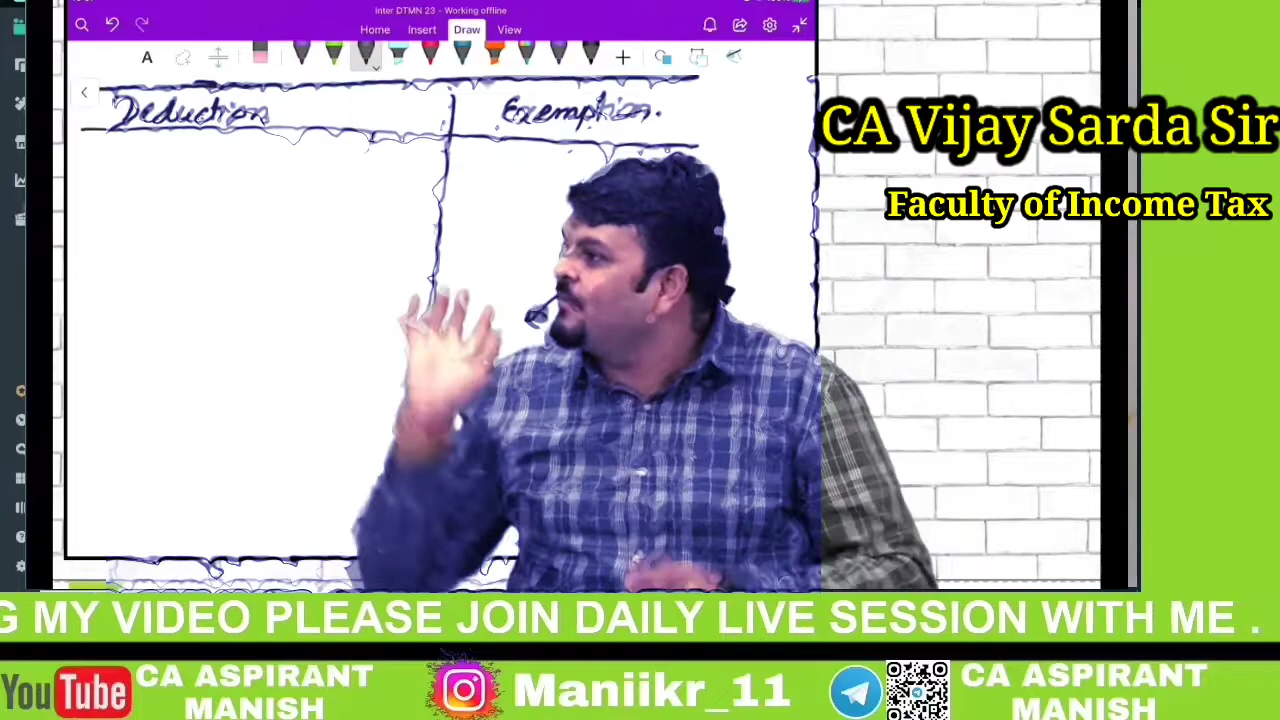 Inter DTMN 23 - Working offline
Home Insert Draw View
A
Deduction Exemption.
CA Vijay Sarda Sir
Faculty of Income Tax
G MY VIDEO PLEASE JOIN DAILY LIVE SESSION WITH ME .
YouTube CA ASPIRANT MANISH
Maniikr_11
CA ASPIRANT MANISH